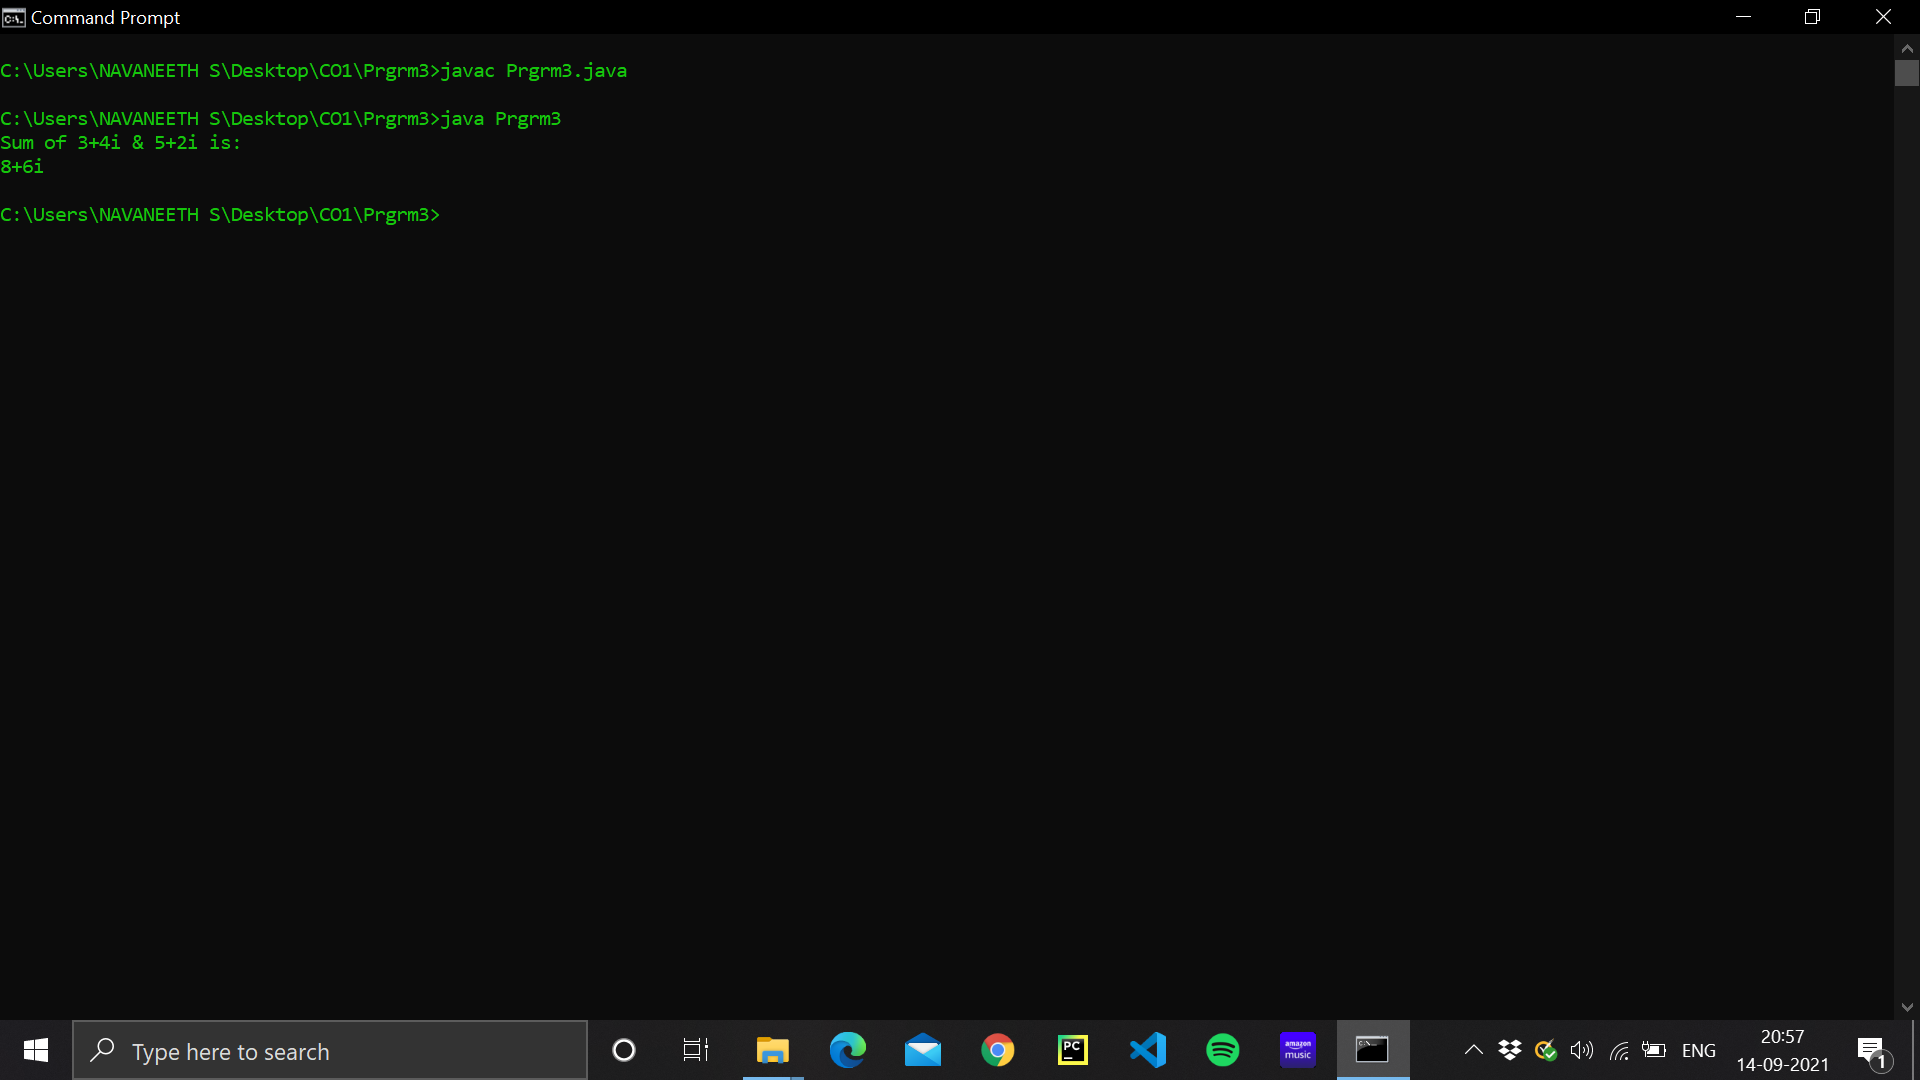 Command Prompt
C:\Users\NAVANEETH S\Desktop\CO1\Prgrm3>javac Prgrm3.java
C:\Users\NAVANEETH S\Desktop\CO1\Prgrm3>java Prgrm3
Sum of 3+4i & 5+2i is:
8+6i
C:\Users\NAVANEETH S\Desktop\CO1\Prgrm3>
Type here to search
PC
amazon
music
ENG
20:57
14-09-2021
1